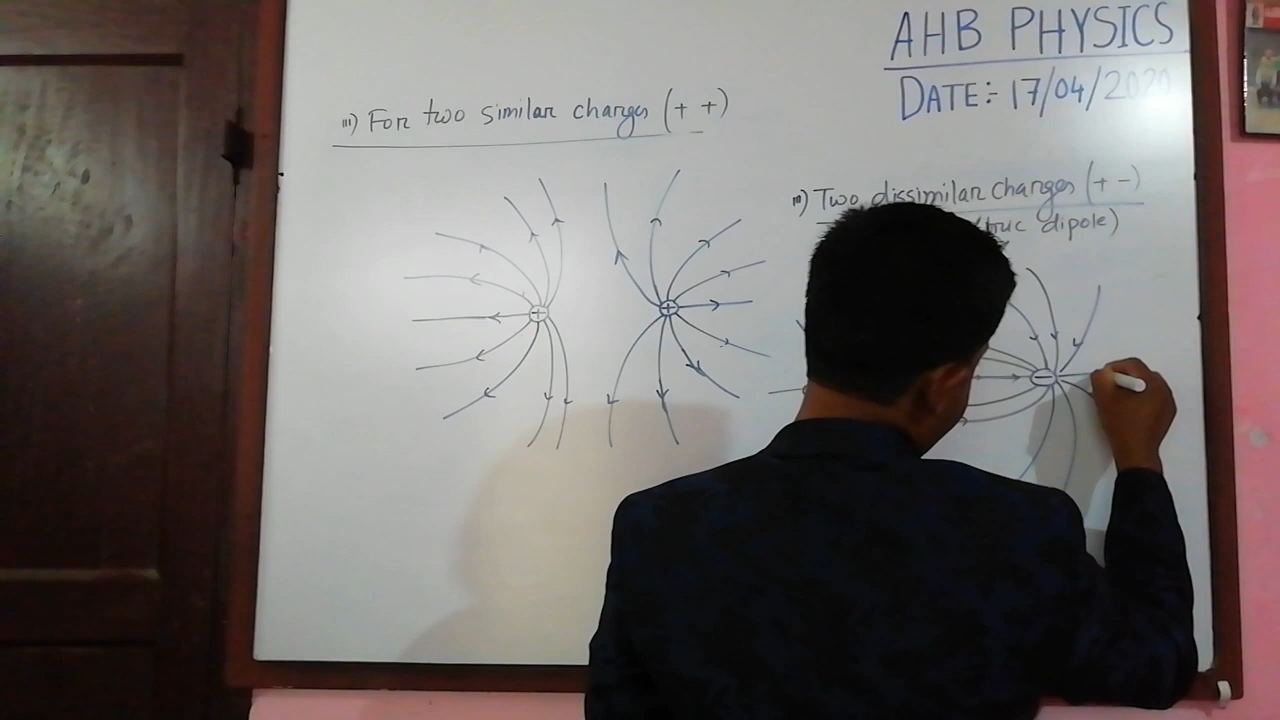 AHB PHYSICS
DATE:- 17/04/2020
iii) For two similar charges (+ +)
iii) Two dissimilar charges (+ -)
dipole)
+
+
-